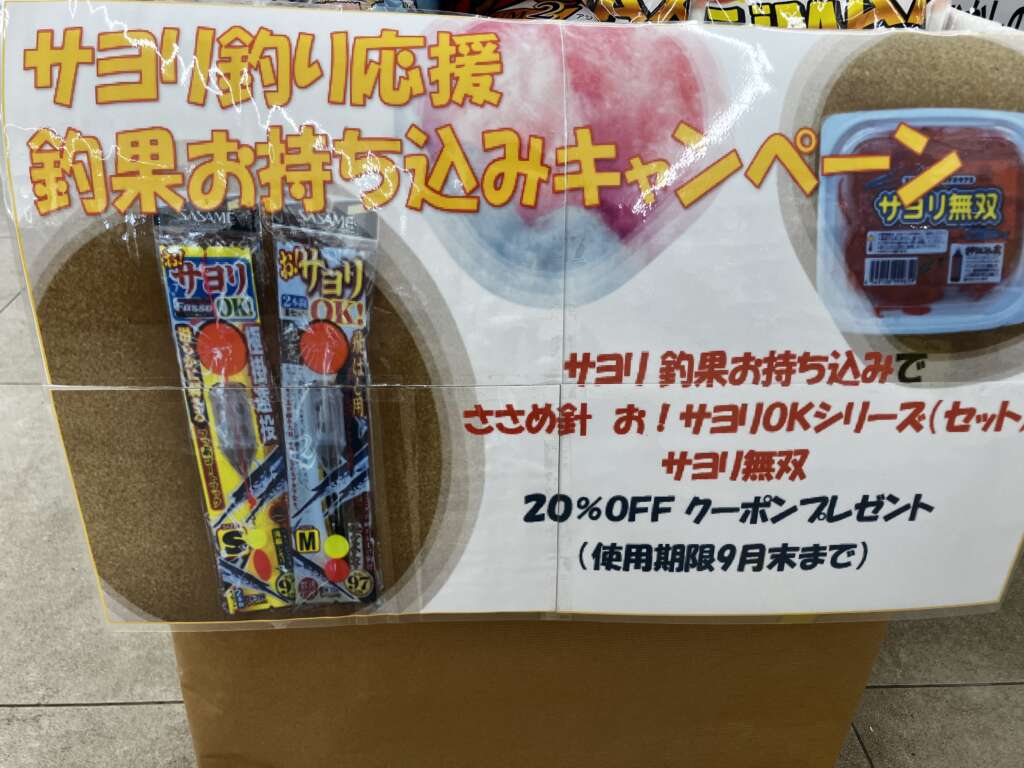 サヨリ釣り応援
釣果お持ち込みキャンペーン
SASAME
SASAME
お!サヨリ
Fasso OK!
お!サヨリ
OK!
S
M
97
サヨリ無双
サヨリ 釣果お持ち込みで
ささめ針 お！サヨリOKシリーズ(セット)
サヨリ無双
20%OFF クーポンプレゼント
(使用期限9月末まで)